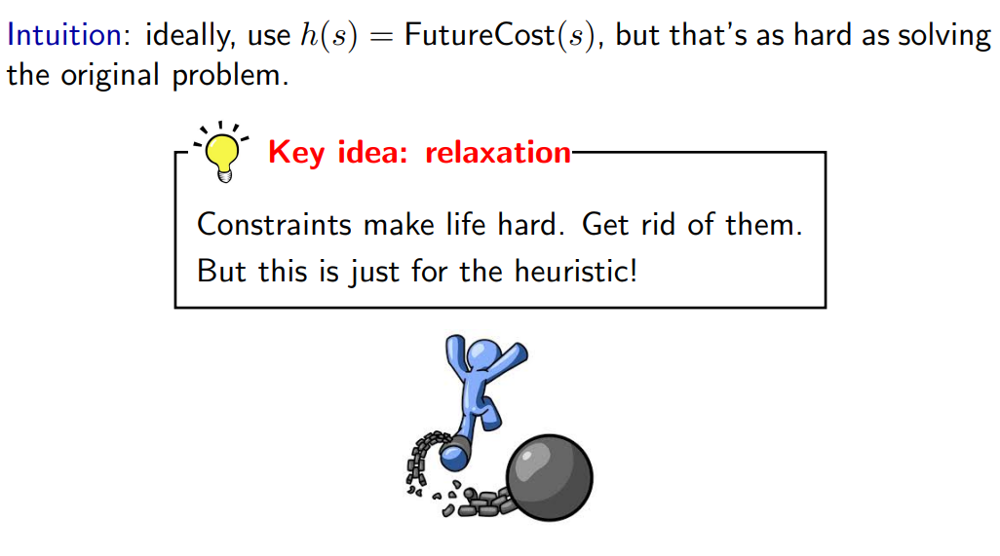 Intuition: ideally, use h(s) = FutureCost(s), but that's as hard as solving
the original problem.
Key idea: relaxation
Constraints make life hard. Get rid of them.
But this is just for the heuristic!